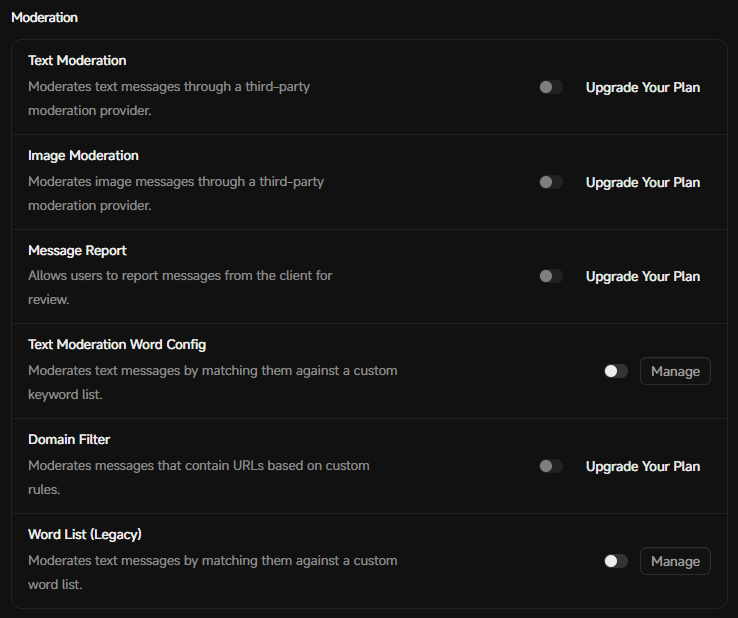 Moderation
Text Moderation
Moderates text messages through a third-party
moderation provider.
Upgrade Your Plan
Image Moderation
Moderates image messages through a third-party
moderation provider.
Upgrade Your Plan
Message Report
Allows users to report messages from the client for
review.
Upgrade Your Plan
Text Moderation Word Config
Moderates text messages by matching them against a custom
keyword list.
Manage
Domain Filter
Moderates messages that contain URLs based on custom
rules.
Upgrade Your Plan
Word List (Legacy)
Moderates text messages by matching them against a custom
word list.
Manage